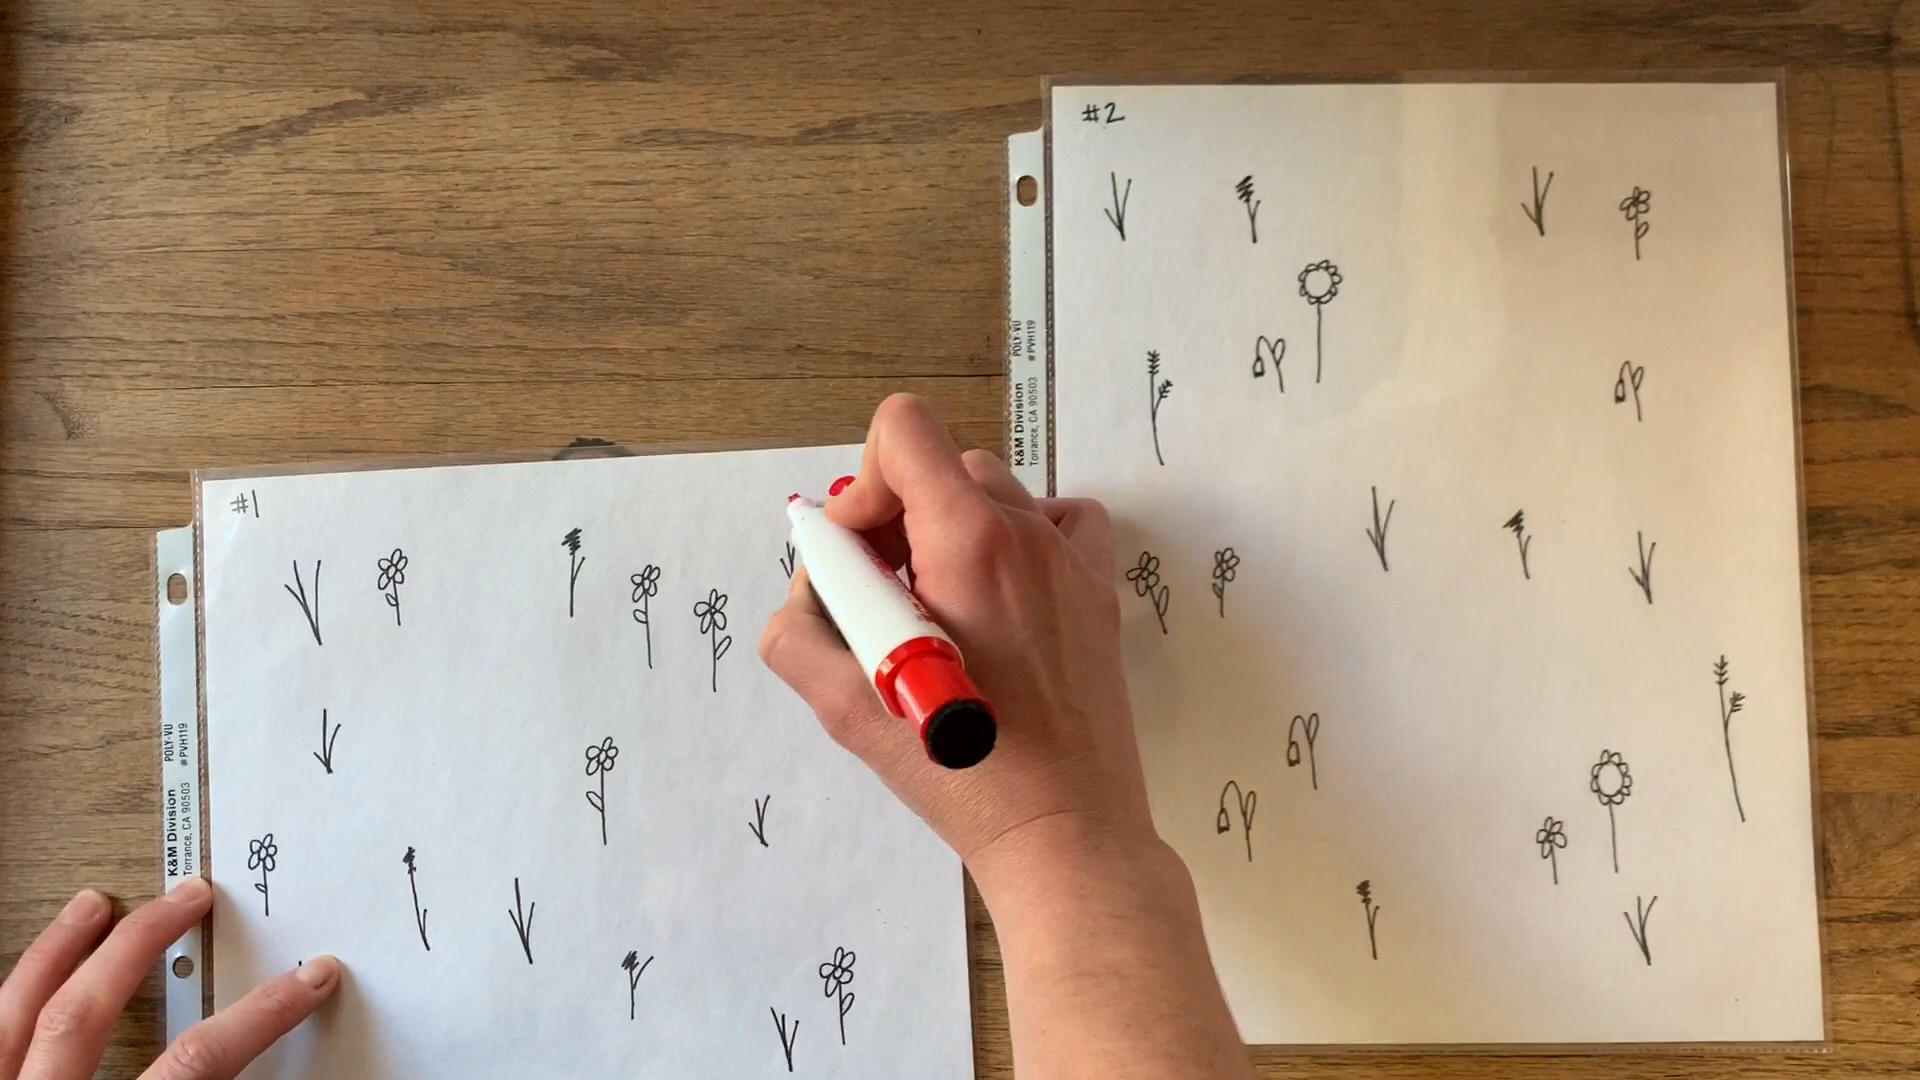 #1
K&M Division
Torrance, CA 90503
POLY-VU
#PVH119
#2
K&M Division
Torrance, CA 90503
POLY-VU
#PVH119